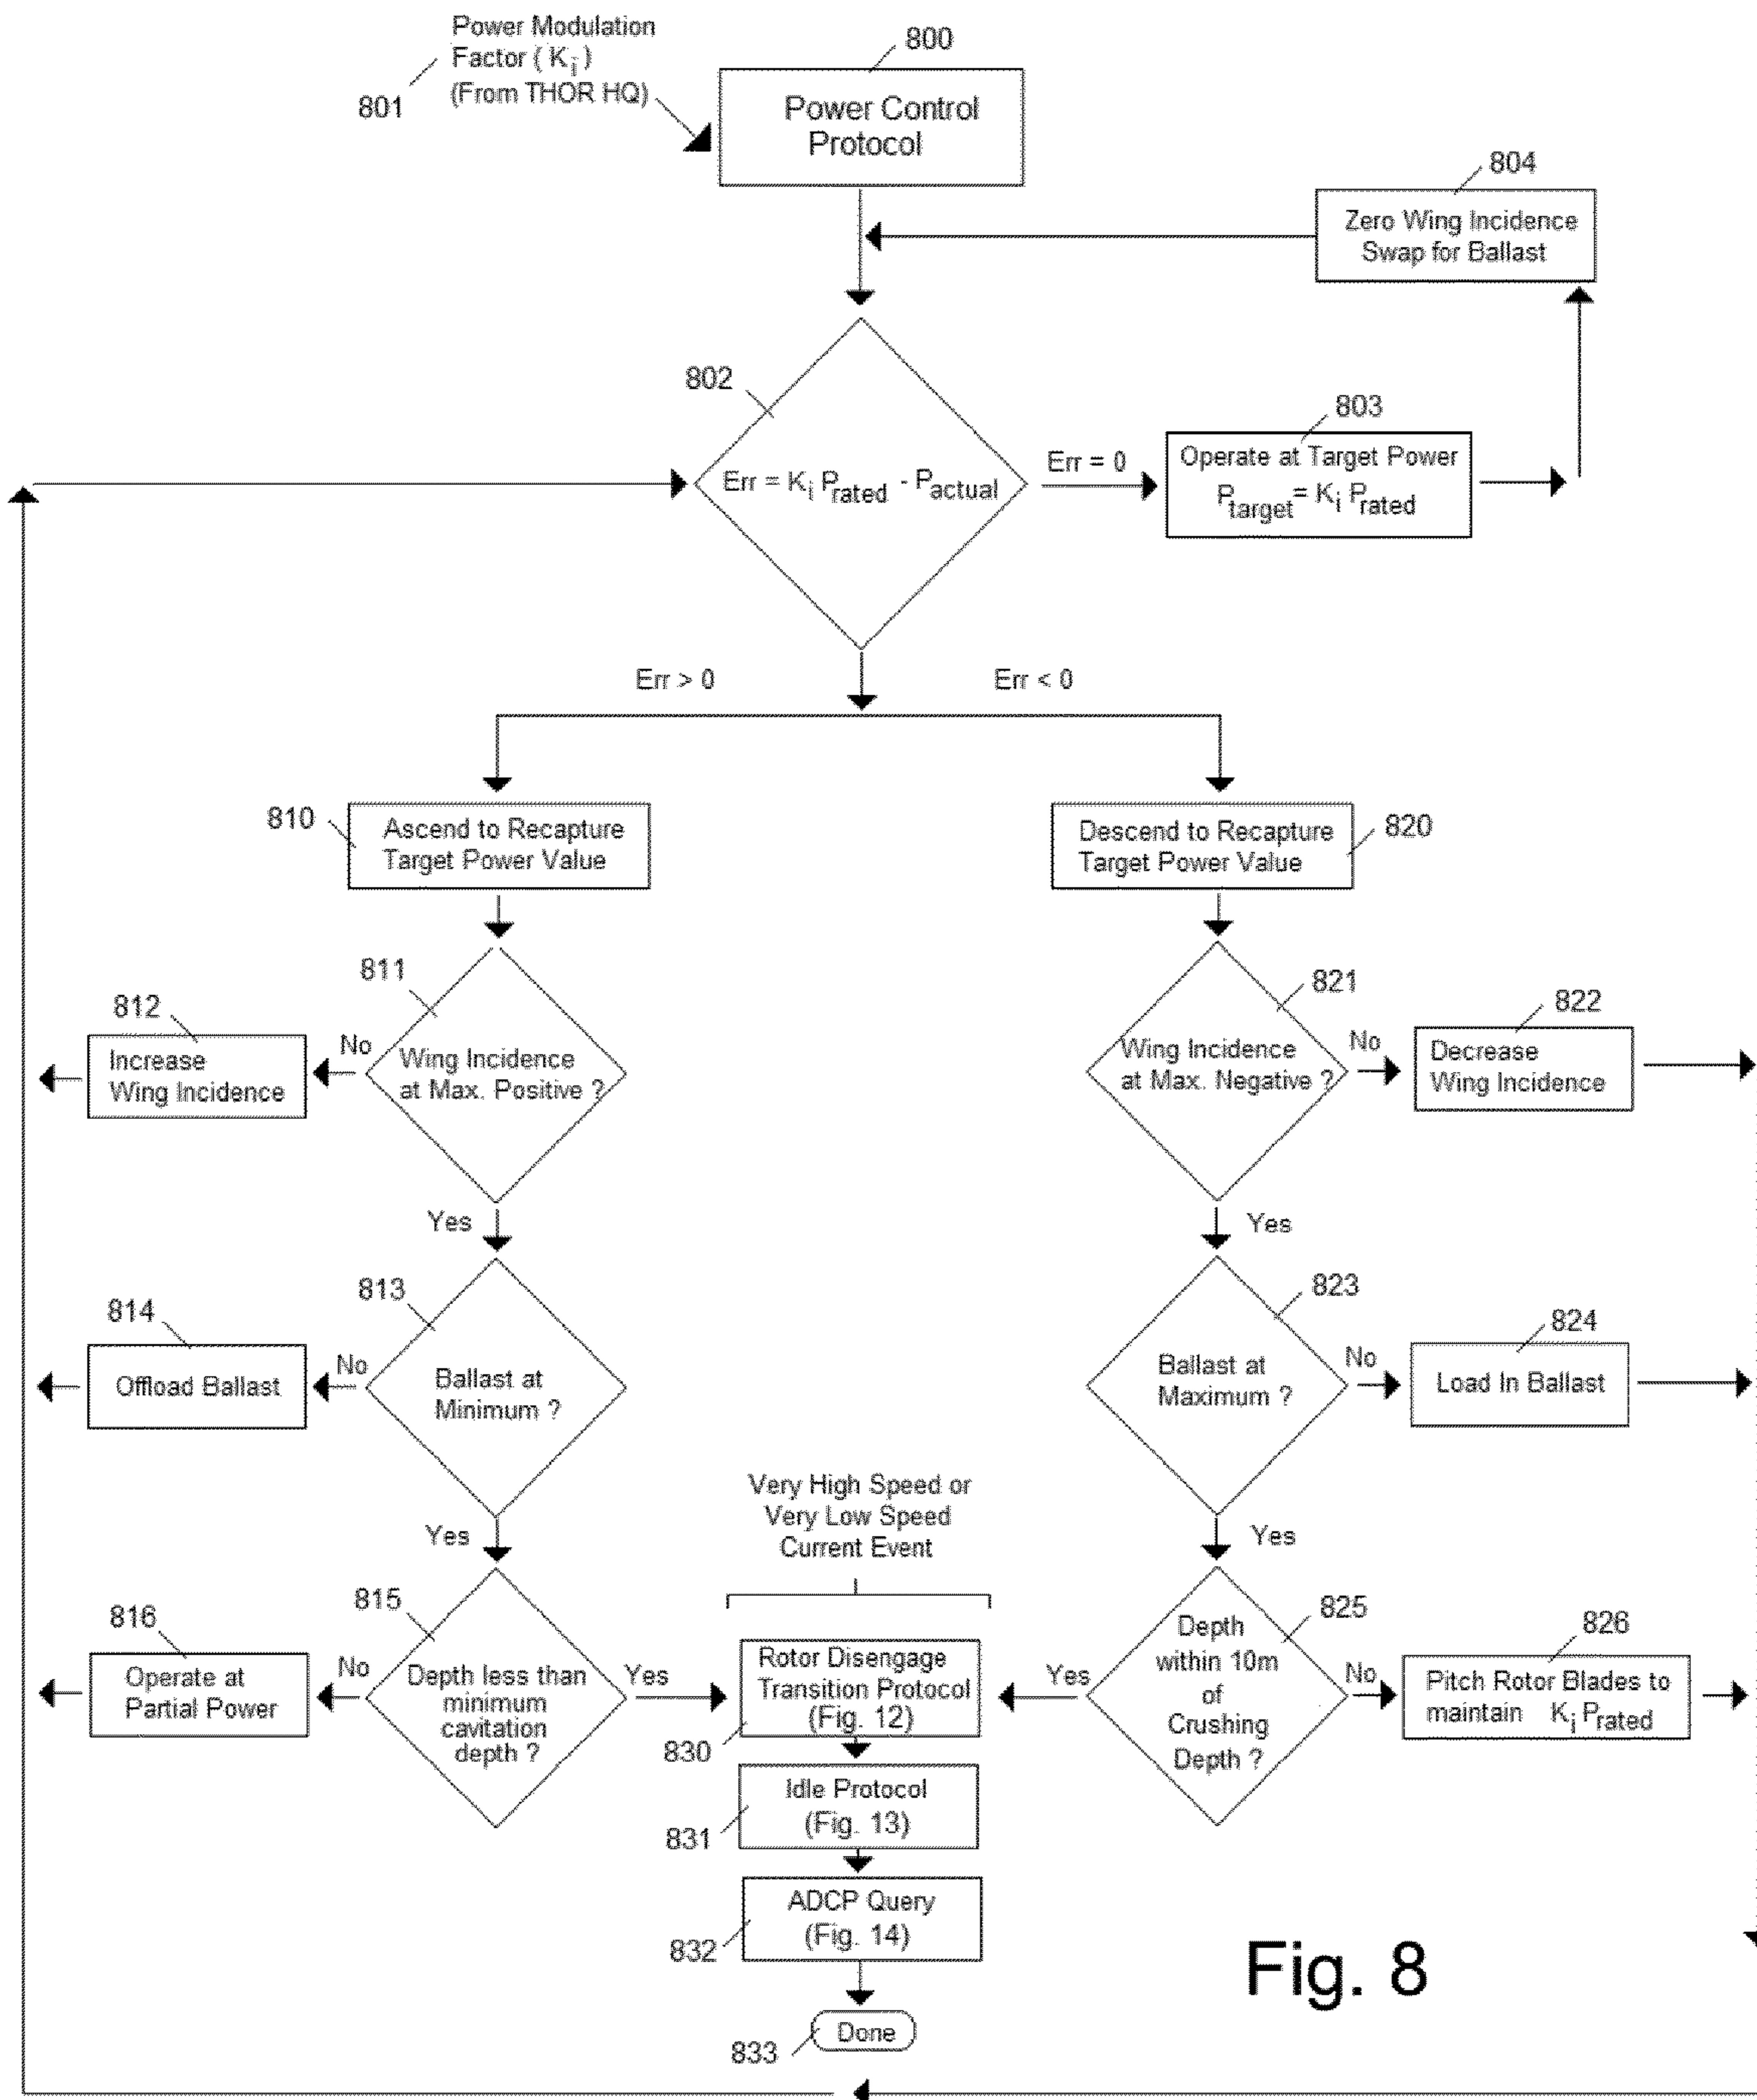 Power Modulation
Factor ( Ki )
(From THOR HQ)
801
800
Power Control
Protocol
804
Zero Wing Incidence
Swap for Ballast
802
Err = Ki Prated - Pactual
Err = 0
803
Operate at Target Power
Ptarget = Ki Prated
Err > 0
Err < 0
810
Ascend to Recapture
Target Power Value
Descend to Recapture
Target Power Value
820
811
Wing Incidence
at Max. Positive ?
No
812
Increase
Wing Incidence
821
Wing Incidence
at Max. Negative ?
No
822
Decrease
Wing Incidence
Yes
Yes
813
Ballast at
Minimum ?
No
814
Offload Ballast
823
Ballast at
Maximum ?
No
824
Load In Ballast
Yes
Yes
Very High Speed or
Very Low Speed
Current Event
815
Depth less than
minimum
cavitation
depth ?
No
816
Operate at
Partial Power
Yes
Rotor Disengage
Transition Protocol
(Fig. 12)
830
Yes
825
Depth
within 10m
of
Crushing
Depth ?
No
826
Pitch Rotor Blades to
maintain Ki Prated
Idle Protocol
(Fig. 13)
831
ADCP Query
(Fig. 14)
832
Done
833
Fig. 8